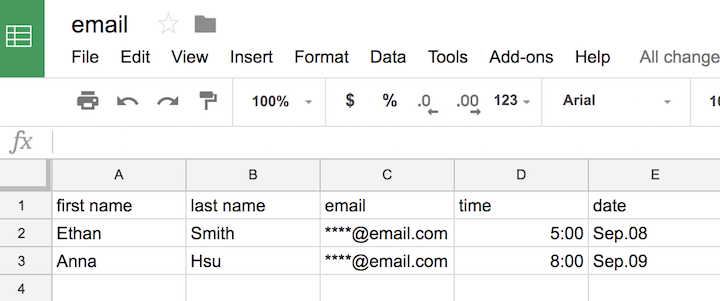 email
File Edit View Insert Format Data Tools Add-ons Help All change
100% $ % .0 .00 123 Arial 10
fx
A B C D E
1 first name last name email time date
2 Ethan Smith ****@email.com 5:00 Sep.08
3 Anna Hsu ****@email.com 8:00 Sep.09
4